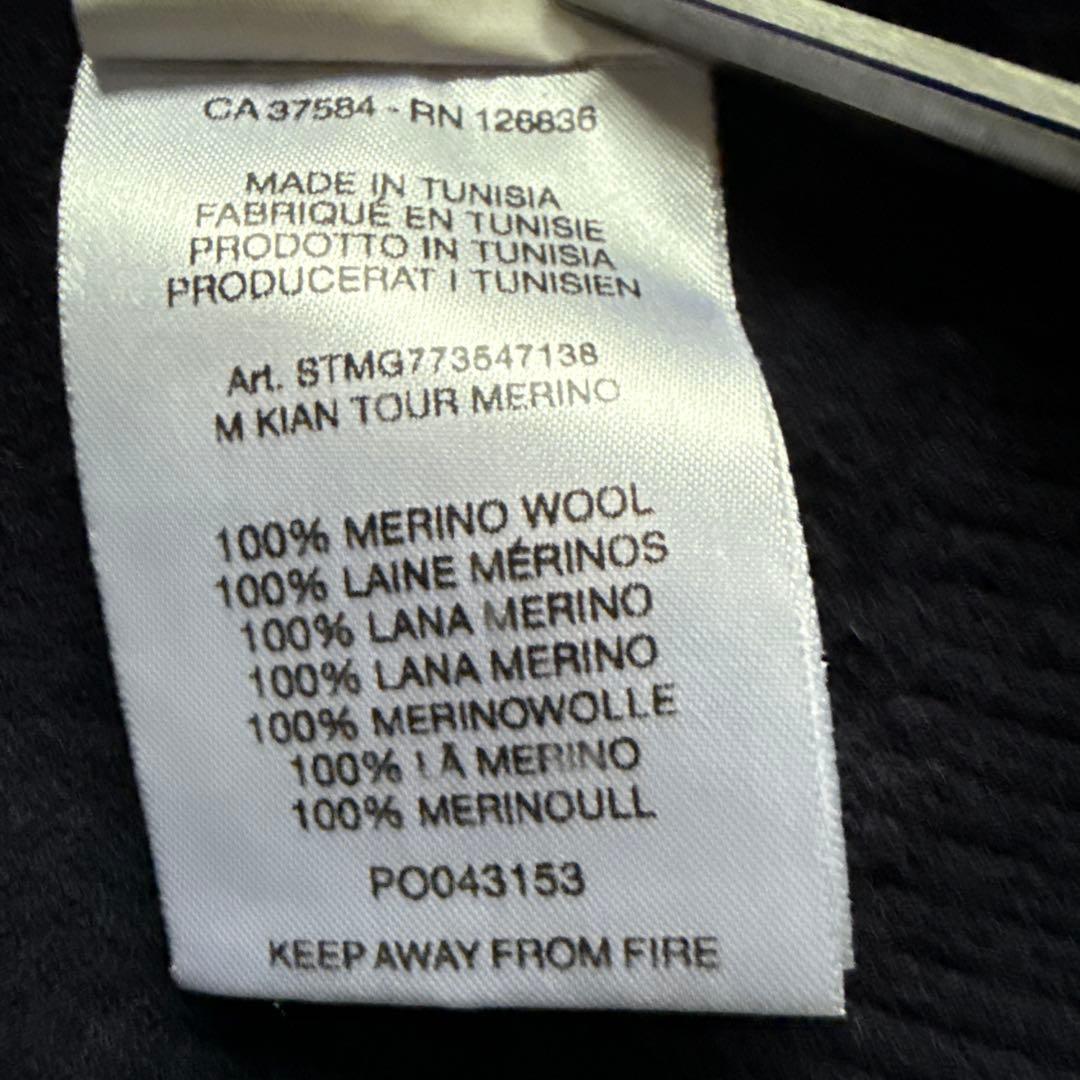 CA 37584 - RN 126836
MADE IN TUNISIA
FABRIQUÉ EN TUNISIE
PRODOTTO IN TUNISIA
PRODUCERAT I TUNISIEN
Art. STMG773547138
M KIAN TOUR MERINO
100% MERINO WOOL
100% LAINE MÉRINOS
100% LANA MERINO
100% LANA MERINO
100% MERINOWOLLE
100% LÃ MERINO
100% MERINOULL
PO043153
KEEP AWAY FROM FIRE